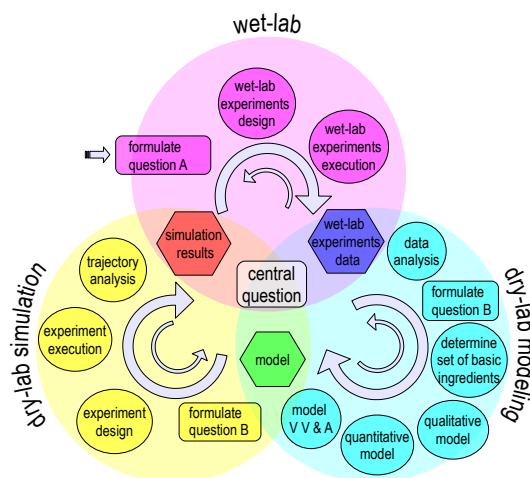 wet-lab
wet-lab
experiments
design
wet-lab
experiments
execution
formulate
question A
simulation
results
wet-lab
experiments
data
central
question
data
analysis
formulate
question B
determine
set of basic
ingredients
qualitative
model
quantitative
model
model
V V & A
dry-lab modeling
model
trajectory
analysis
experiment
execution
experiment
design
formulate
question B
dry-lab simulation